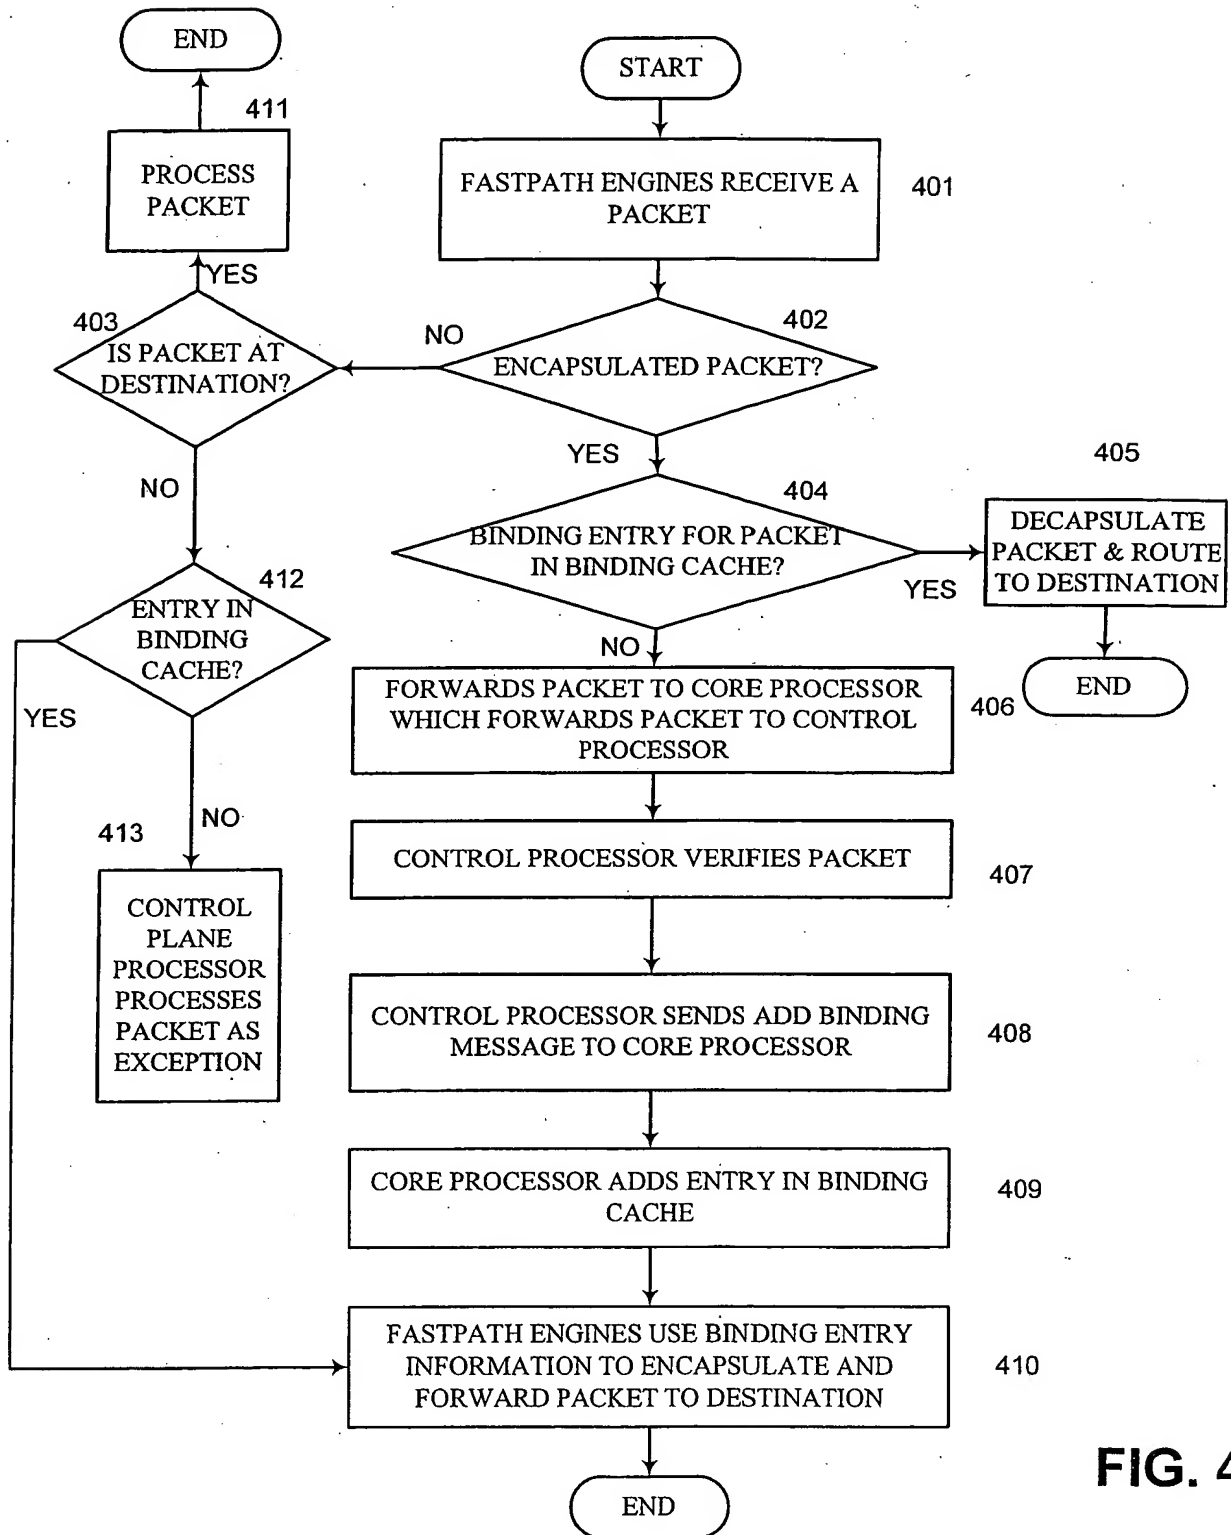 END
START
411
PROCESS
PACKET
FASTPATH ENGINES RECEIVE A
PACKET
401
YES
403
IS PACKET AT
DESTINATION?
NO
402
ENCAPSULATED PACKET?
YES
405
NO
404
BINDING ENTRY FOR PACKET
IN BINDING CACHE?
YES
DECAPSULATE
PACKET & ROUTE
TO DESTINATION
END
412
ENTRY IN
BINDING
CACHE?
YES
NO
FORWARDS PACKET TO CORE PROCESSOR
WHICH FORWARDS PACKET TO CONTROL
PROCESSOR
406
NO
413
CONTROL
PLANE
PROCESSOR
PROCESSES
PACKET AS
EXCEPTION
CONTROL PROCESSOR VERIFIES PACKET
407
CONTROL PROCESSOR SENDS ADD BINDING
MESSAGE TO CORE PROCESSOR
408
CORE PROCESSOR ADDS ENTRY IN BINDING
CACHE
409
FASTPATH ENGINES USE BINDING ENTRY
INFORMATION TO ENCAPSULATE AND
FORWARD PACKET TO DESTINATION
410
END
FIG. 4